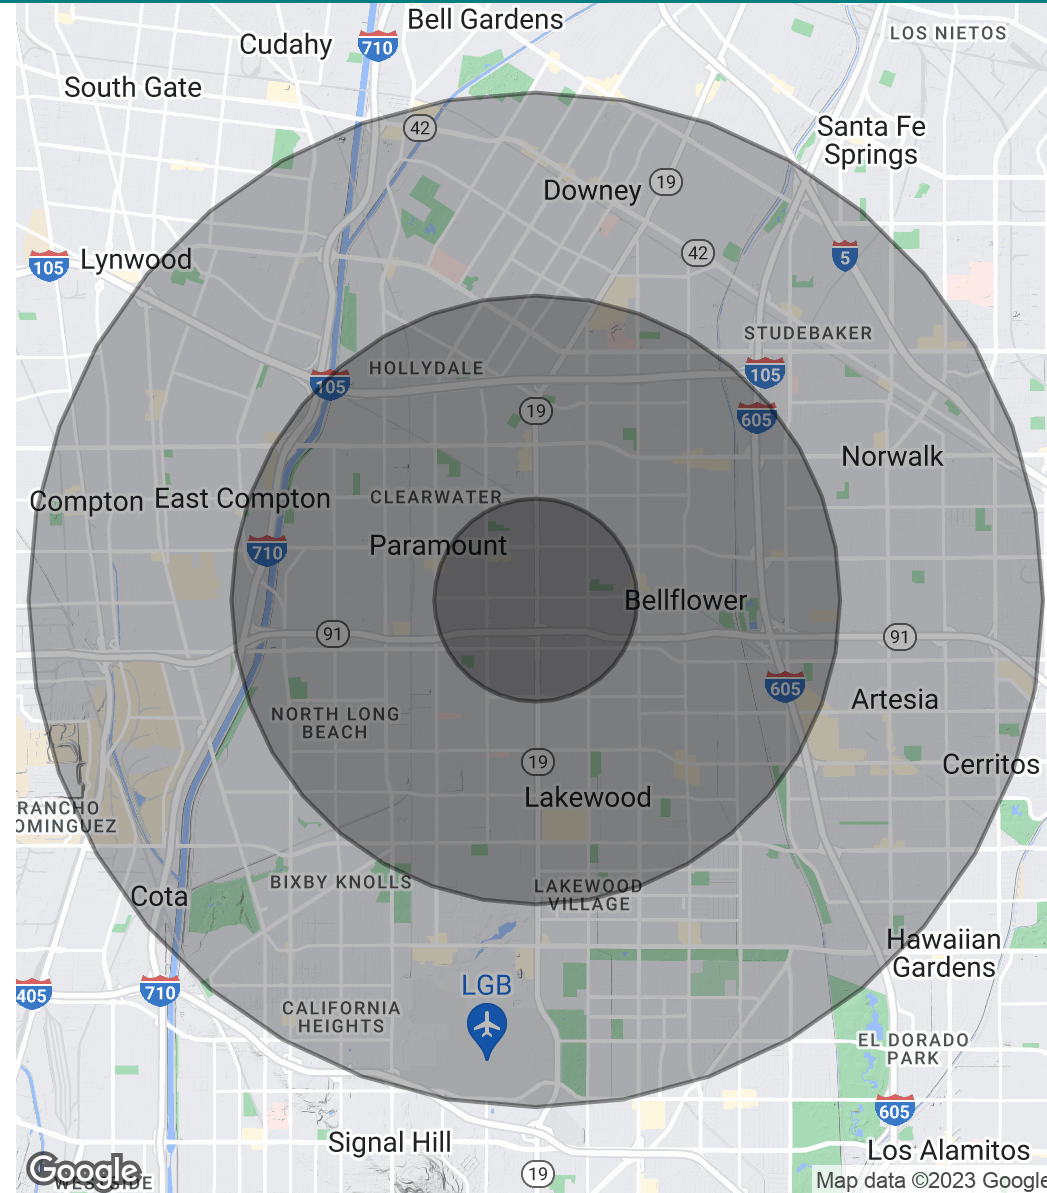 Bell Gardens
LOS NIETOS
Cudahy
710
South Gate
42
Santa Fe
Springs
19
Downey
42
5
105
Lynwood
STUDEBAKER
HOLLYDALE
105
105
19
605
Norwalk
Compton
East Compton
CLEARWATER
Paramount
710
Bellflower
91
91
605
Artesia
NORTH LONG
BEACH
19
Cerritos
Lakewood
RANCHO
OMINGUEZ
BIXBY KNOLLS
LAKEWOOD
VILLAGE
Cota
Hawaiian
Gardens
LGB
405
710
CALIFORNIA
HEIGHTS
EL DORADO
PARK
605
Signal Hill
Los Alamitos
19
Google
WESTSIDE
Map data ©2023 Google